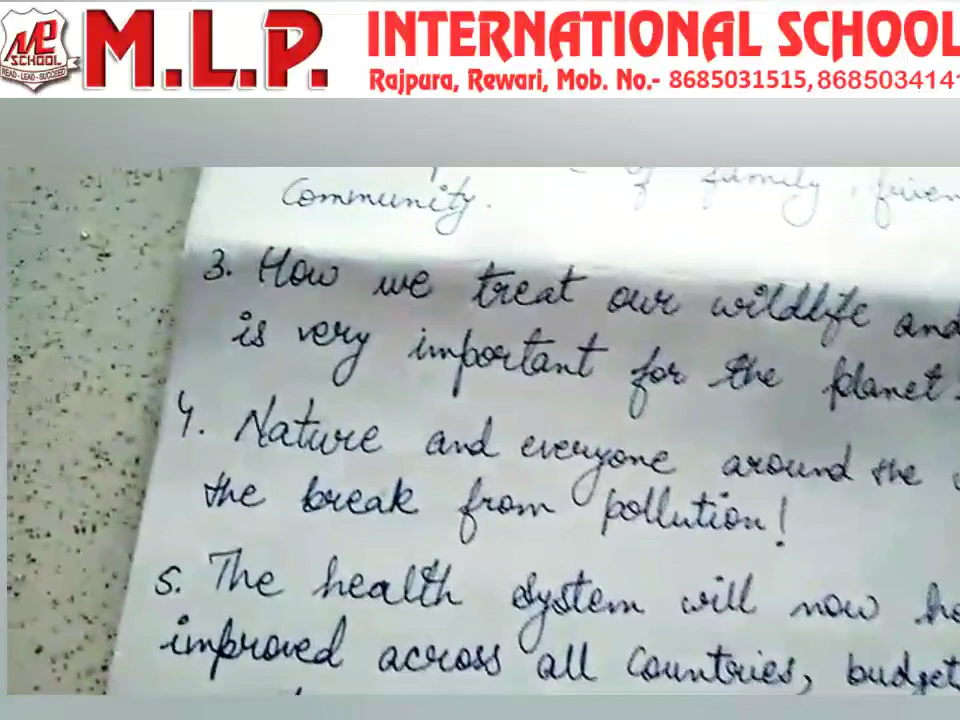 MLP
SCHOOL
READ - LEAD - SUCCEED
M.L.P. INTERNATIONAL SCHOOL
Rajpura, Rewari, Mob. No.- 8685031515, 868503414
of family, frien
Community.
3. How we treat our wildlife and
is very important for the planet
4. Nature and everyone around the
the break from pollution!
5. The health system will now
improved across all countries, budget